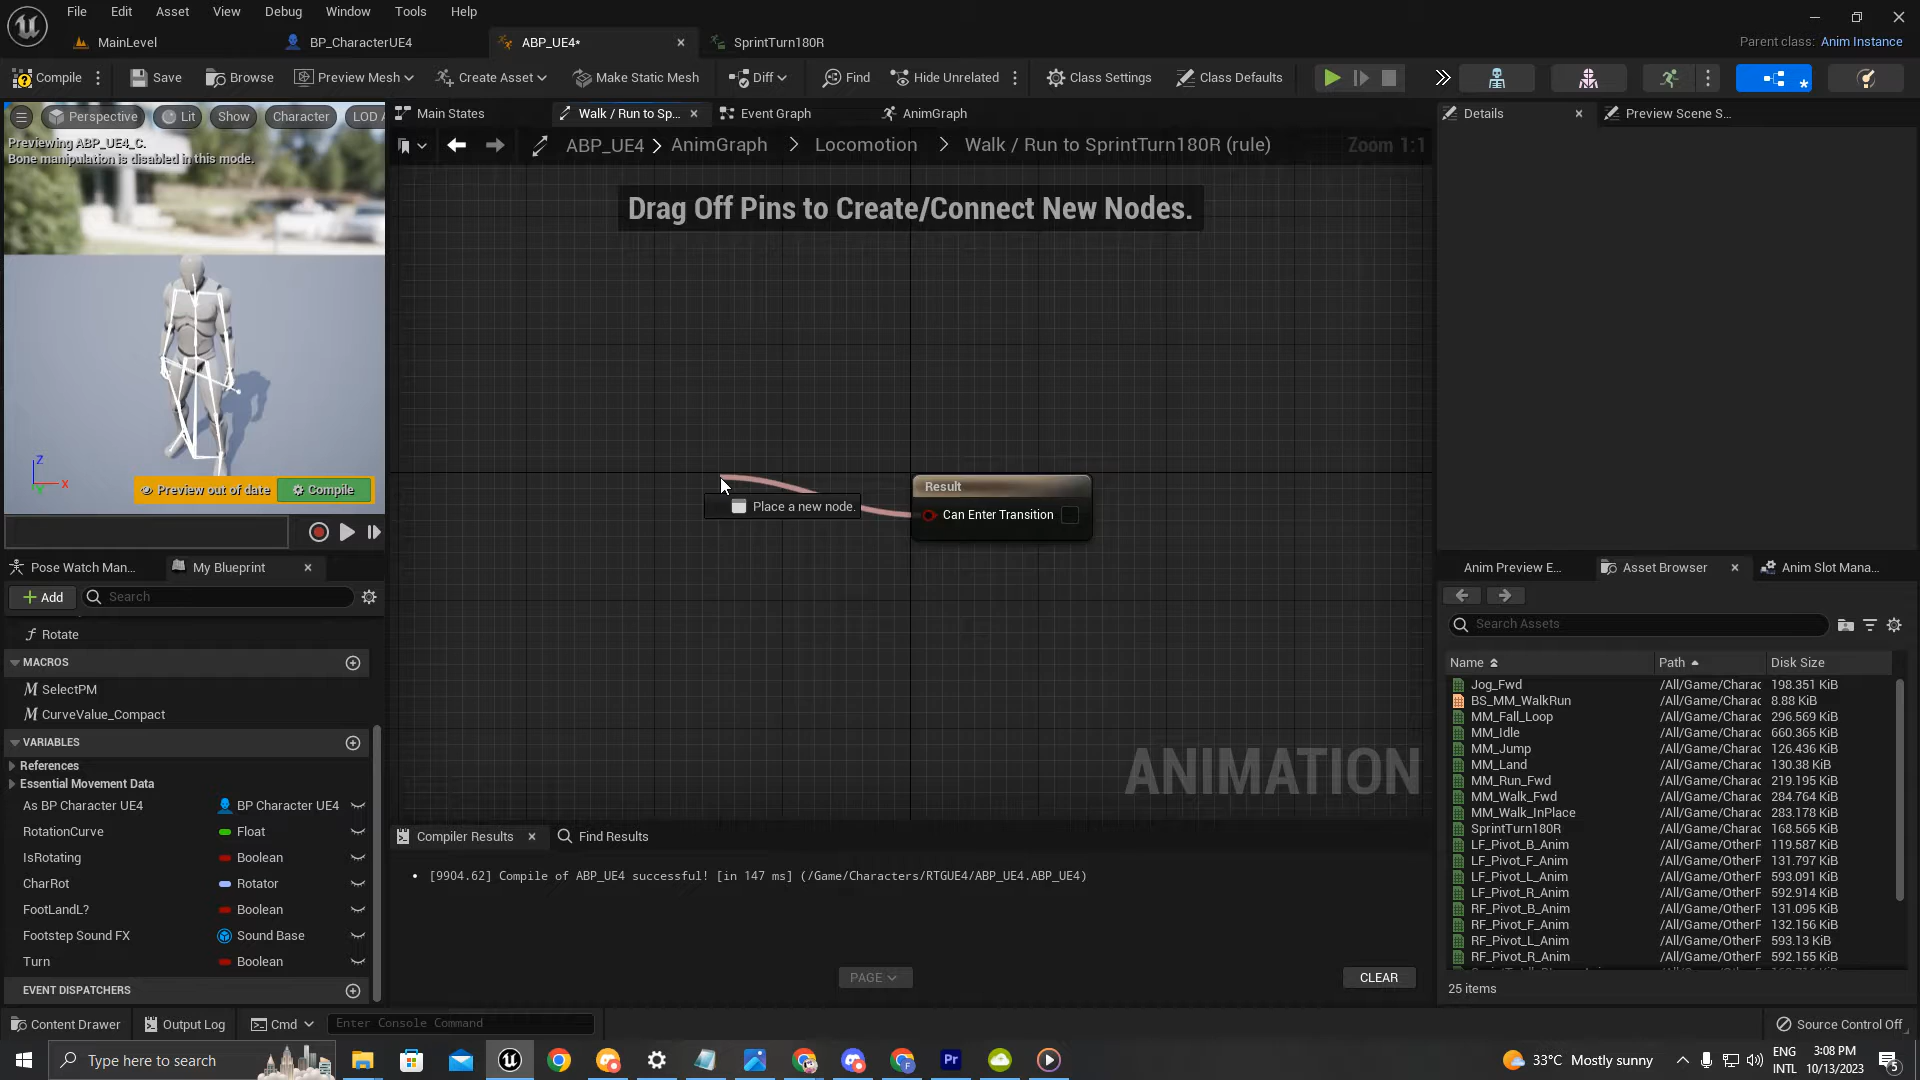 File Edit Asset View Debug Window Tools Help
MainLevel BP_CharacterUE4 ABP_UE4* SprintTurn180R Parent class: Anim Instance
Compile Save Browse Preview Mesh Create Asset Make Static Mesh Diff Find Hide Unrelated Class Settings Class Defaults
Perspective Lit Show Character LOD A
Previewing ABP_UE4_C.
Bone manipulation is disabled in this mode.
Z
X
Y
Preview out of date Compile
Main States Walk / Run to Sp... Event Graph AnimGraph
ABP_UE4 > AnimGraph > Locomotion > Walk / Run to SprintTurn180R (rule) Zoom 1:1
Drag Off Pins to Create/Connect New Nodes.
Result
Can Enter Transition
Place a new node.
ANIMATION
Details Preview Scene S...
Pose Watch Man... My Blueprint
Add Search
Rotate
MACROS
SelectPM
CurveValue_Compact
VARIABLES
References
Essential Movement Data
As BP Character UE4 BP Character UE4
RotationCurve Float
IsRotating Boolean
CharRot Rotator
FootLandL? Boolean
Footstep Sound FX Sound Base
Turn Boolean
EVENT DISPATCHERS
Compiler Results Find Results
[9904.62] Compile of ABP_UE4 successful! [in 147 ms] (/Game/Characters/RTGUE4/ABP_UE4.ABP_UE4)
PAGE CLEAR
Anim Preview E... Asset Browser Anim Slot Mana...
Search Assets
Name Path Disk Size
Jog_Fwd /All/Game/Charac 198.351 KiB
BS_MM_WalkRun /All/Game/Charac 8.88 KiB
MM_Fall_Loop /All/Game/Charac 296.569 KiB
MM_Idle /All/Game/Charac 660.365 KiB
MM_Jump /All/Game/Charac 126.436 KiB
MM_Land /All/Game/Charac 130.38 KiB
MM_Run_Fwd /All/Game/Charac 219.195 KiB
MM_Walk_Fwd /All/Game/Charac 284.764 KiB
MM_Walk_InPlace /All/Game/Charac 283.178 KiB
SprintTurn180R /All/Game/Charac 168.565 KiB
LF_Pivot_B_Anim /All/Game/OtherF 119.587 KiB
LF_Pivot_F_Anim /All/Game/OtherF 131.797 KiB
LF_Pivot_L_Anim /All/Game/OtherF 593.091 KiB
LF_Pivot_R_Anim /All/Game/OtherF 592.914 KiB
RF_Pivot_B_Anim /All/Game/OtherF 131.095 KiB
RF_Pivot_F_Anim /All/Game/OtherF 132.156 KiB
RF_Pivot_L_Anim /All/Game/OtherF 593.13 KiB
RF_Pivot_R_Anim /All/Game/OtherF 592.155 KiB
25 items
Content Drawer Output Log Cmd Enter Console Command Source Control Off
Type here to search 33°C Mostly sunny ENG INTL 3:08 PM 10/13/2023 5